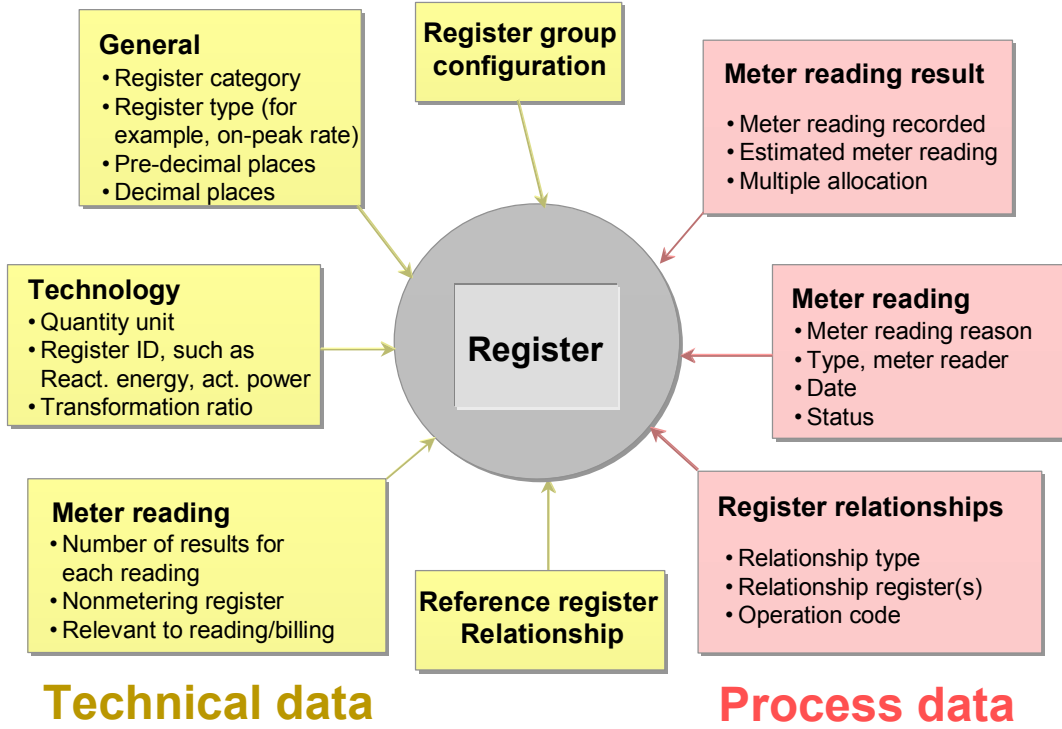 General
• Register category
• Register type (for
example, on-peak rate)
• Pre-decimal places
• Decimal places
Register group
configuration
Meter reading result
• Meter reading recorded
• Estimated meter reading
• Multiple allocation
Technology
• Quantity unit
• Register ID, such as
React. energy, act. power
• Transformation ratio
Register
Meter reading
• Meter reading reason
• Type, meter reader
• Date
• Status
Meter reading
• Number of results for
each reading
• Nonmetering register
• Relevant to reading/billing
Reference register
Relationship
Register relationships
• Relationship type
• Relationship register(s)
• Operation code
Technical data
Process data